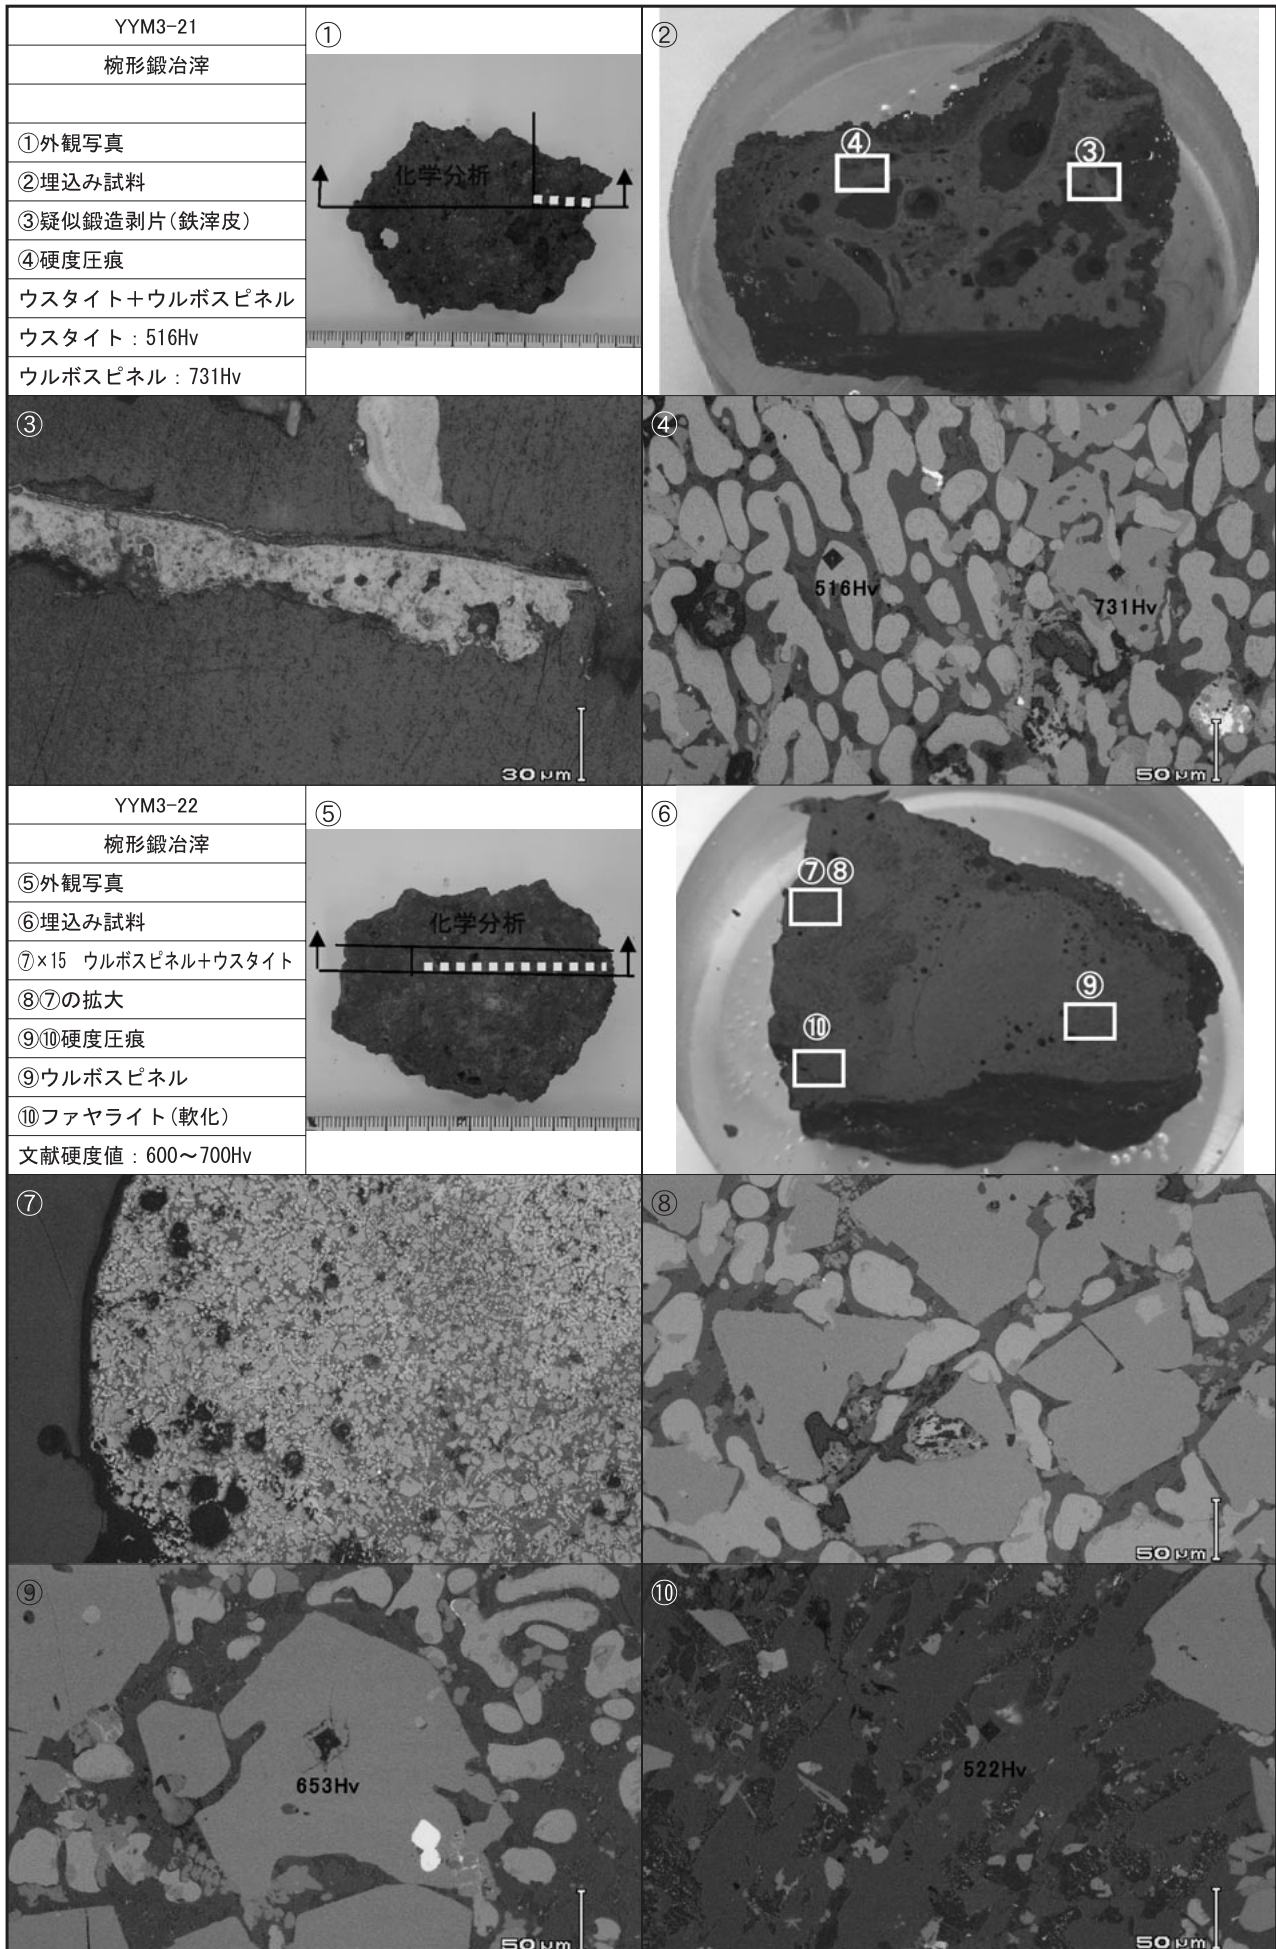 YYM3-21
椀形鍛冶滓
①外観写真
②埋込み試料
③疑似鍛造剥片(鉄滓皮)
④硬度圧痕
ウスタイト＋ウルボスピネル
ウスタイト：516Hv
ウルボスピネル：731Hv
①
化学分析
②
④
③
③
30μm
④
516Hv
731Hv
50μm
YYM3-22
椀形鍛冶滓
⑤外観写真
⑥埋込み試料
⑦×15 ウルボスピネル＋ウスタイト
⑧⑦の拡大
⑨⑩硬度圧痕
⑨ウルボスピネル
⑩ファヤライト(軟化)
文献硬度値：600～700Hv
⑤
化学分析
⑥
⑦⑧
⑨
⑩
⑦
⑧
50μm
⑨
653Hv
50μm
⑩
522Hv
50μm